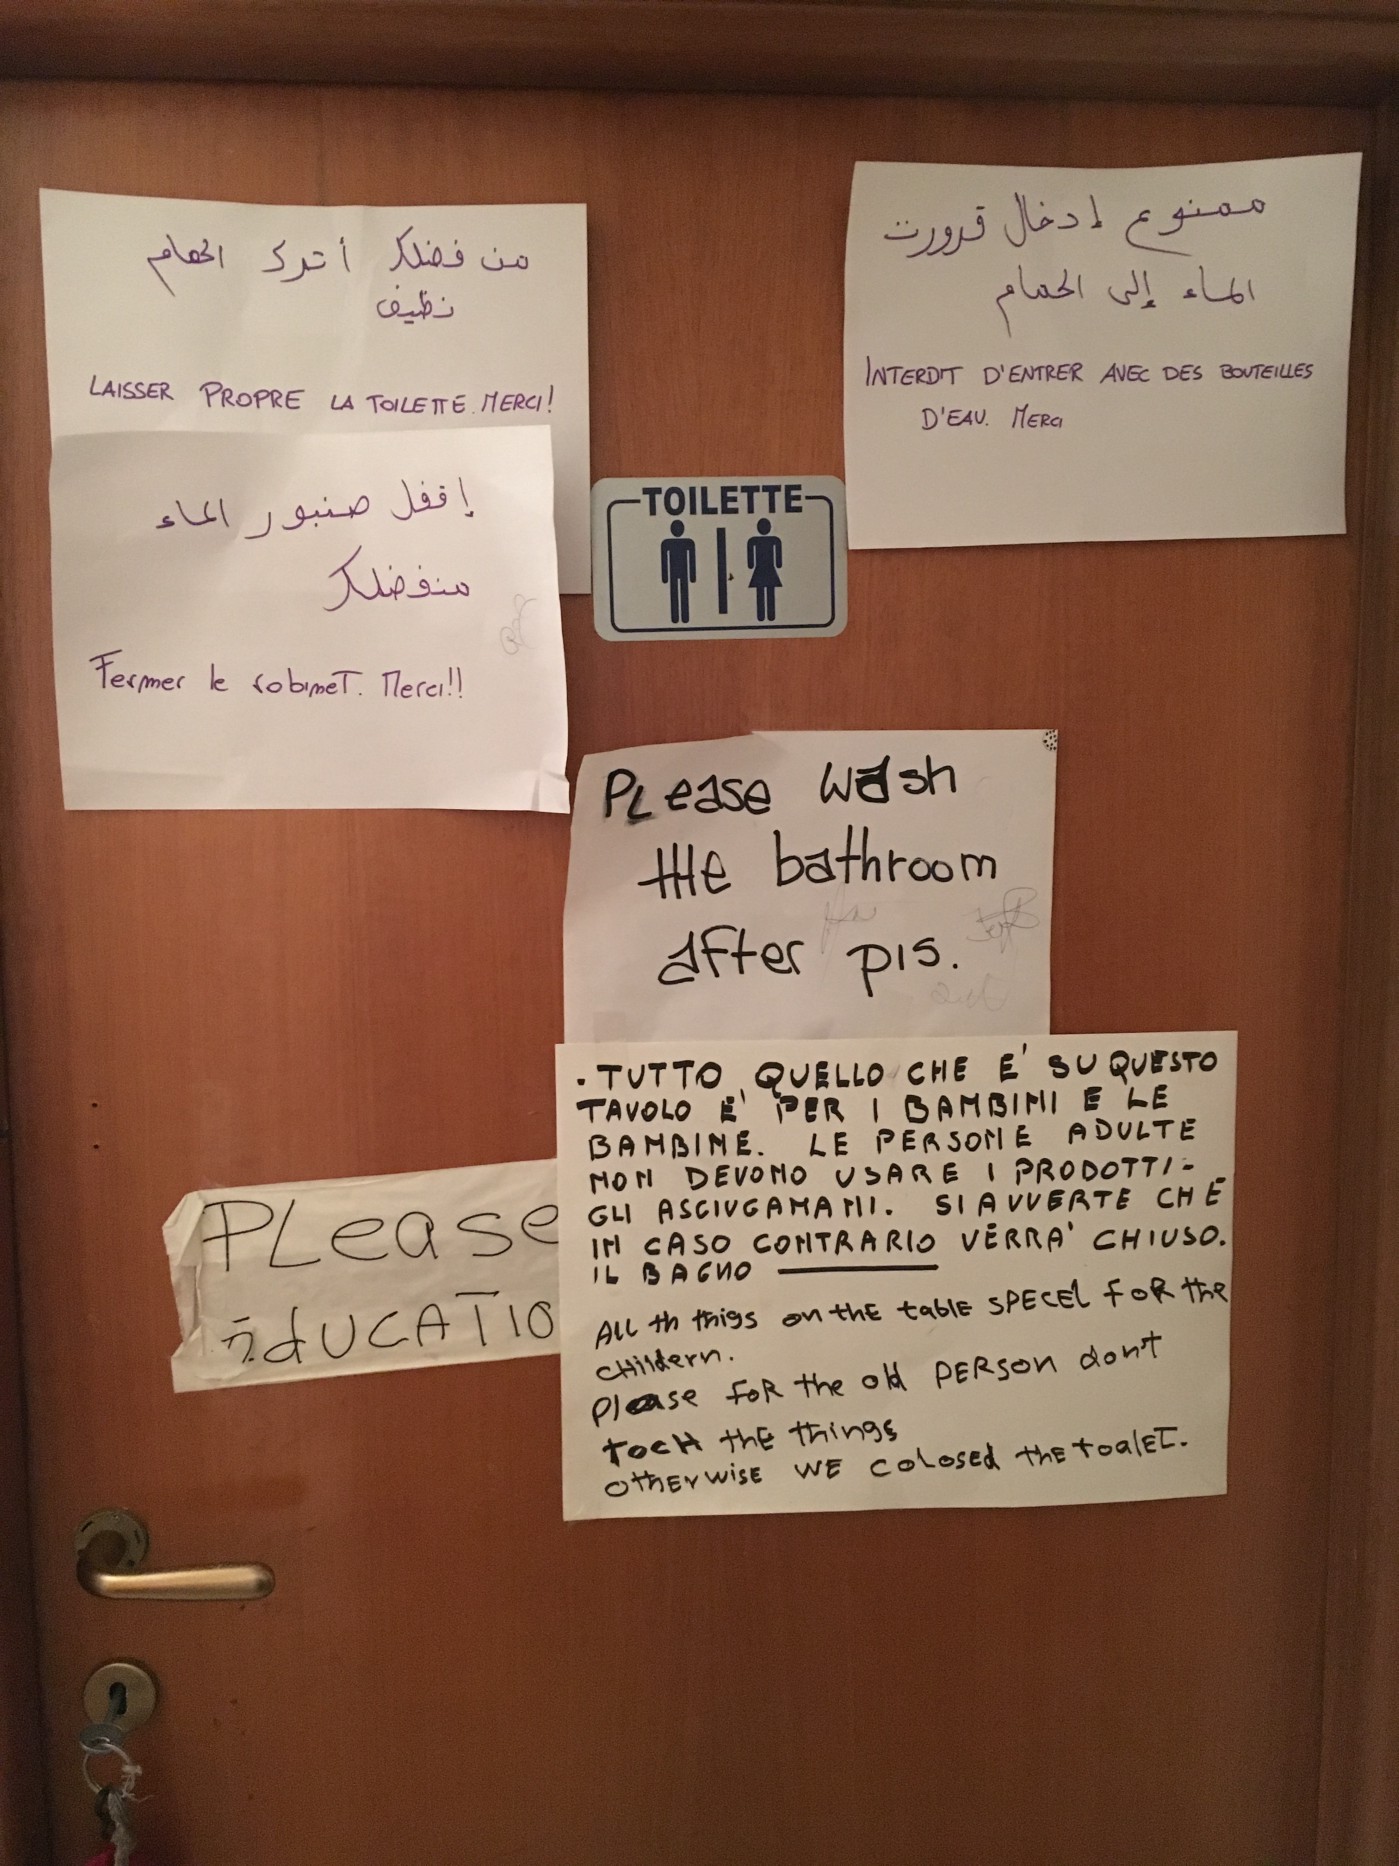 من فضلك أترك الحمام
نظيف
LAISSER PROPRE LA TOILETTE. MERCI!
ممنوع إدخال قرورت
الماء إلى الحمام
INTERDIT D'ENTRER AVEC DES BOUTEILLES
D'EAU. MERCI
إقفل صنبور الماء
منفضلك
Fermer le robineT. Merci!!
TOILETTE
PLease wash
tHe bathroom
after pis.
PLease
EdUCATIO
. TUTTO QUELLO CHE E' SU QUESTO
TAVOLO E' PER I BAMBINI E LE
BAMBINE. LE PERSONE ADULTE
NON DEVONO USARE I PRODOTTI -
GLI ASCIUGAMANI. SI AVVERTE CHE
IN CASO CONTRARIO VERRA' CHIUSO.
IL BAGNO
ALL th thigs on thE tablE SPECEL FOR the
CHildern.
Please FoR the old PERSON don't
TOCH thE things
OthErwisE WE Colosed thE toalET.